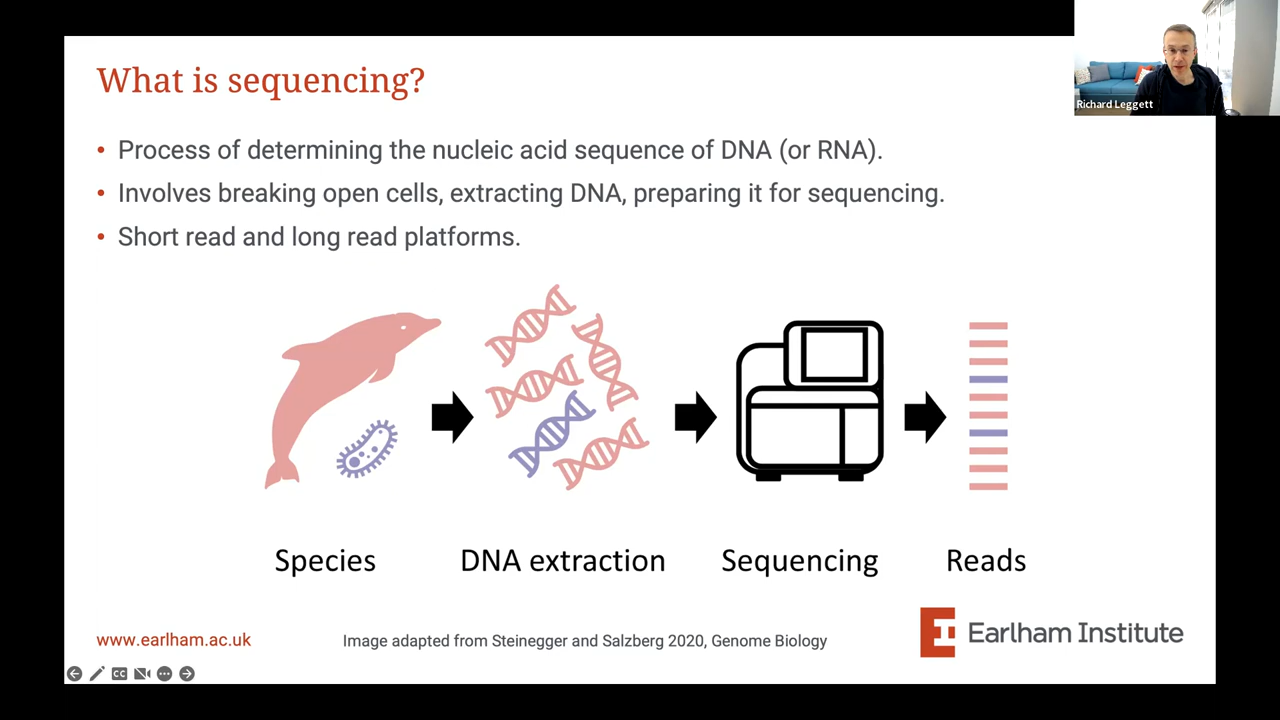 What is sequencing?
Richard Leggett
• Process of determining the nucleic acid sequence of DNA (or RNA).
• Involves breaking open cells, extracting DNA, preparing it for sequencing.
• Short read and long read platforms.
Species DNA extraction Sequencing Reads
www.earlham.ac.uk Image adapted from Steinegger and Salzberg 2020, Genome Biology Earlham Institute
CC